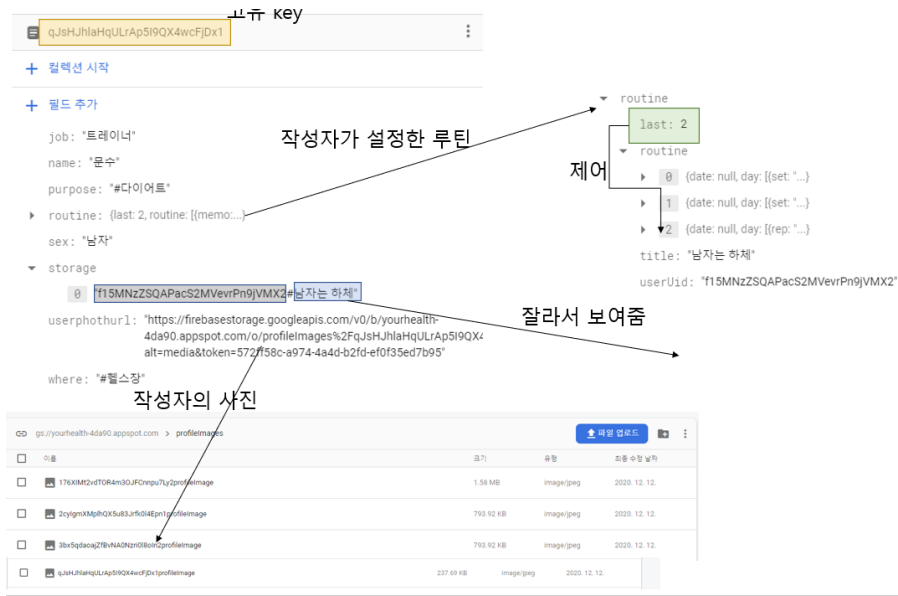 고유 key
qJsHJhlaHqULrAp5I9QX4wcFjDx1
컬렉션 시작
필드 추가
job: "트레이너"
name: "문수"
purpose: "#다이어트"
routine: {last: 2, routine: [{memo:...}
sex: "남자"
storage
0 "f15MNzZSQAPacS2MVevrPn9jVMX2#남자는 하체"
userphothurl: "https://firebasestorage.googleapis.com/v0/b/yourhealth-
4da90.appspot.com/o/profileImages%2FqJsHJhlaHqULrAp5I9QX4
alt=media&token=572ff58c-a974-4a4d-b2fd-ef0f35ed7b95"
where: "#헬스장"
작성자가 설정한 루틴
제어
routine
last: 2
routine
0 {date: null, day: [{set: "...}
1 {date: null, day: [{set: "...}
2 {date: null, day: [{rep: "...}
title: "남자는 하체"
userUid: "f15MNzZSQAPacS2MVevrPn9jVMX2"
잘라서 보여줌
작성자의 사진
gs://yourhealth-4da90.appspot.com > profileImages
파일 업로드
이름 크기 유형 최종 수정 날짜
176XIMt2vdTOR4m3OJFCnnpu7Ly2profileImage 1.58 MB image/jpeg 2020. 12. 12.
2cyIgmXMplhQX5u83Jrfk0l4Epn1profileImage 793.92 KB image/jpeg 2020. 12. 12.
3bx5qdaoajZfBvNA0Nzri0l8oIn2profileImage 793.92 KB image/jpeg 2020. 12. 12.
qJsHJhlaHqULrAp5I9QX4wcFjDx1profileImage 237.69 KB image/jpeg 2020. 12. 12.